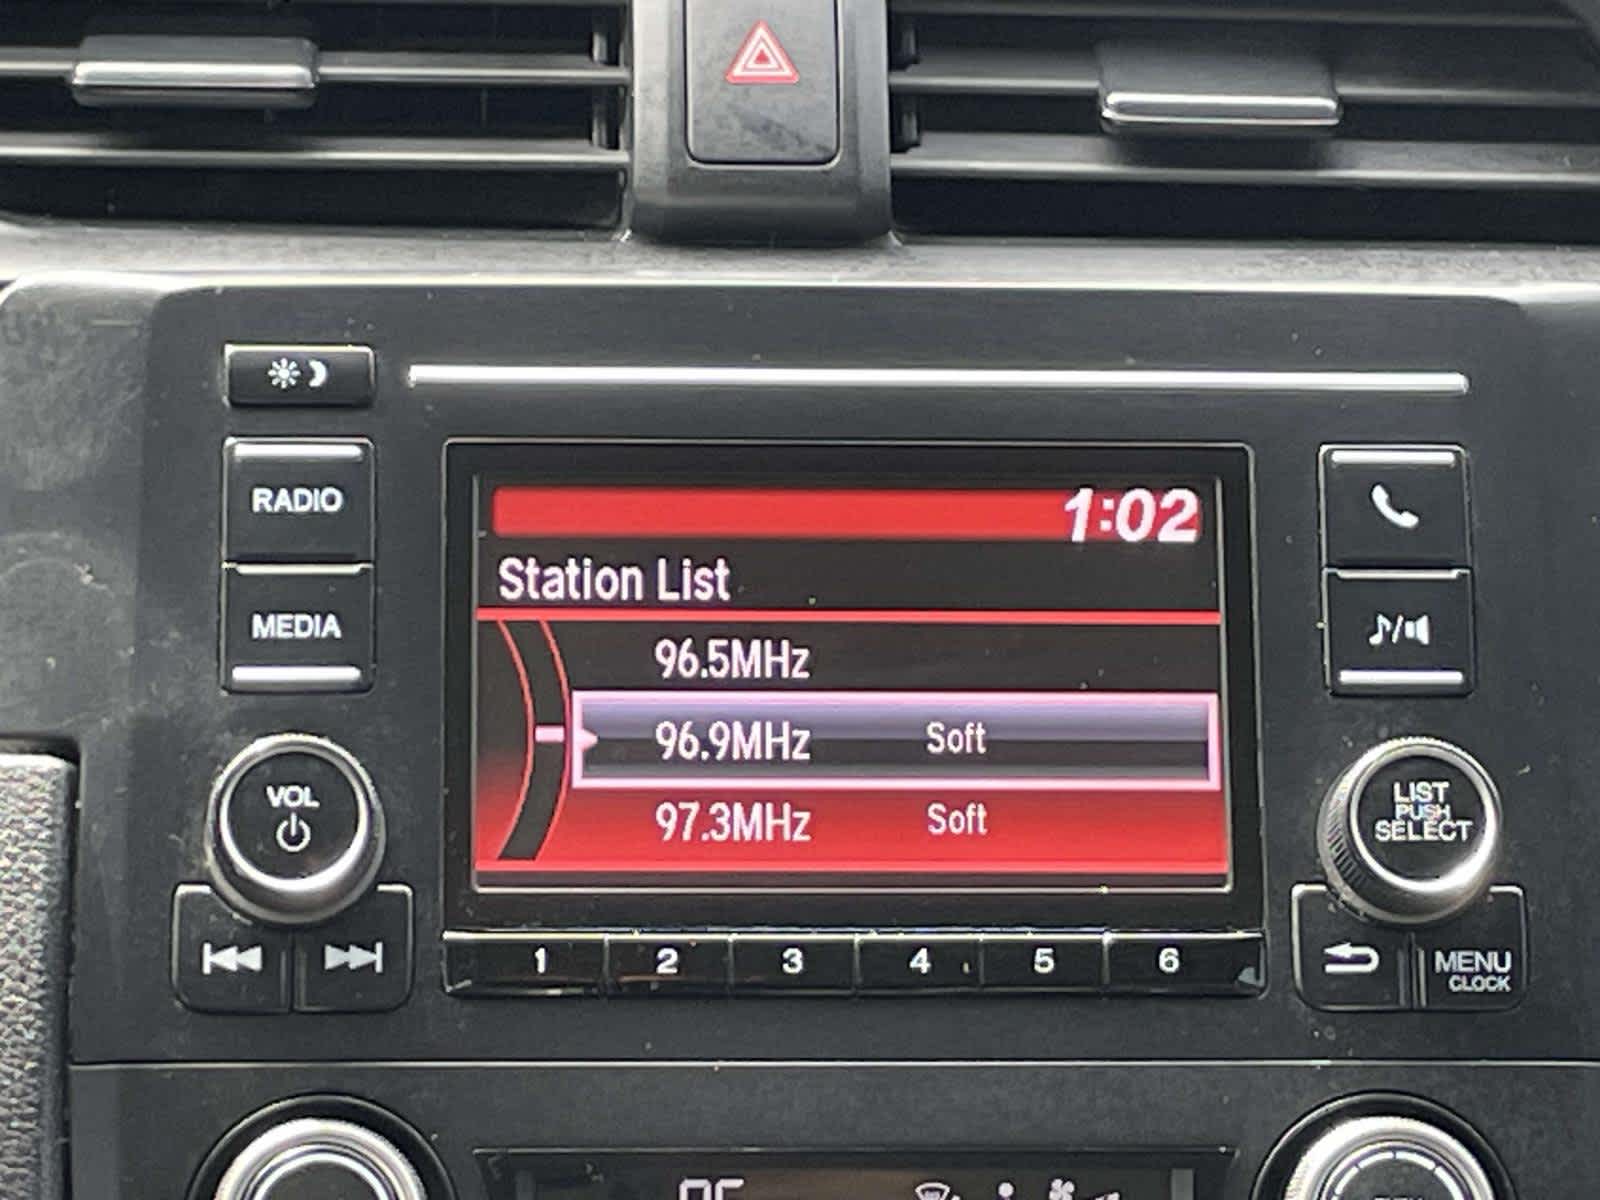 RADIO
MEDIA
VOL
1:02
Station List
96.5MHz
96.9MHz Soft
97.3MHz Soft
LIST
PUSH
SELECT
1 2 3 4 5 6
MENU
CLOCK